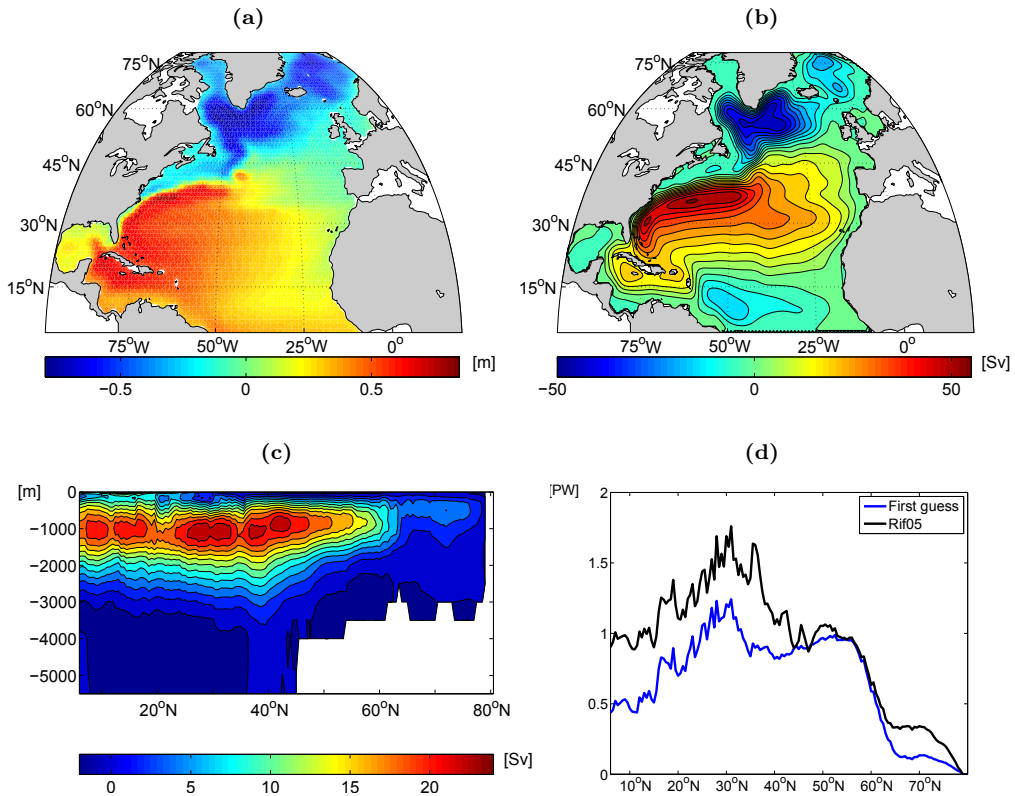 (a)
75°N
60°N
45°N
30°N
15°N
75°W 50°W 25°W 0°
[m]
−0.5 0 0.5
(b)
75°N
60°N
45°N
30°N
15°N
75°W 50°W 25°W 0°
[Sv]
−50 0 50
(c)
[m]
0
−1000
−2000
−3000
−4000
−5000
20°N 40°N 60°N 80°N
[Sv]
0 5 10 15 20
(d)
[PW]
2
1.5
1
0.5
0
First guess
Rif05
10°N 20°N 30°N 40°N 50°N 60°N 70°N